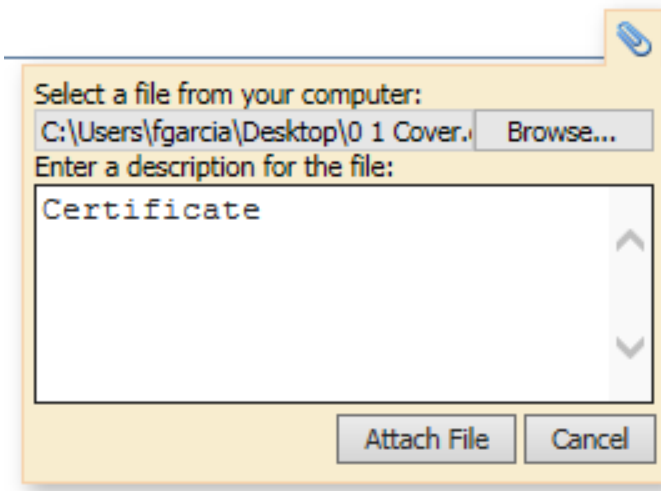 Select a file from your computer:
C:\Users\fgarcia\Desktop\0 1 Cover. Browse...
Enter a description for the file:
Certificate
Attach File Cancel